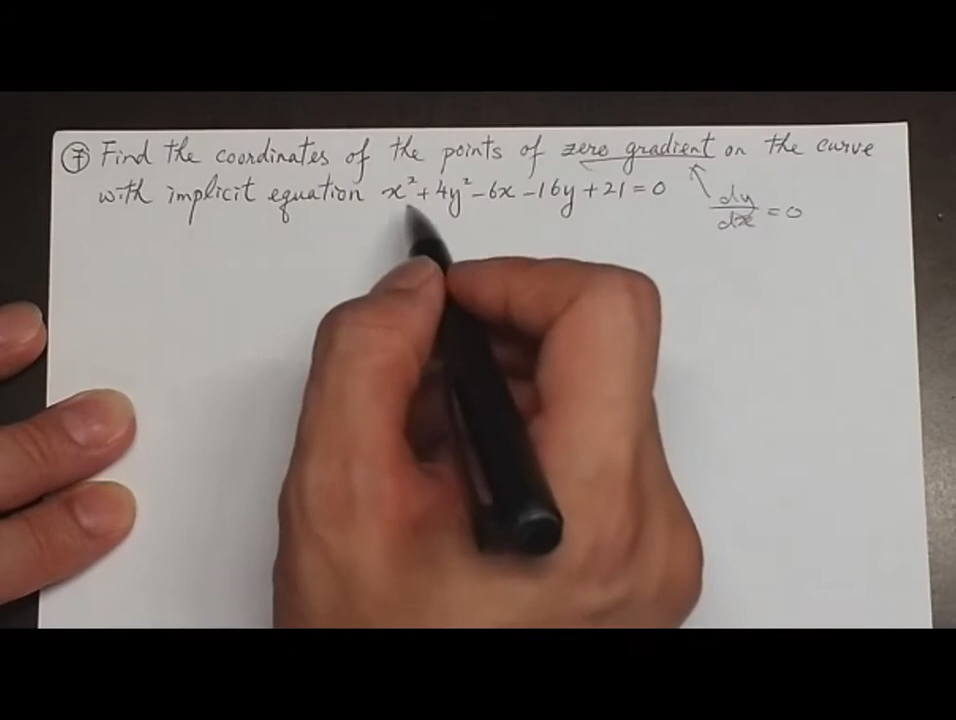 ⑦ Find the coordinates of the points of zero gradient on the curve
with implicit equation x² + 4y² - 6x - 16y + 21 = 0
dy/dx = 0